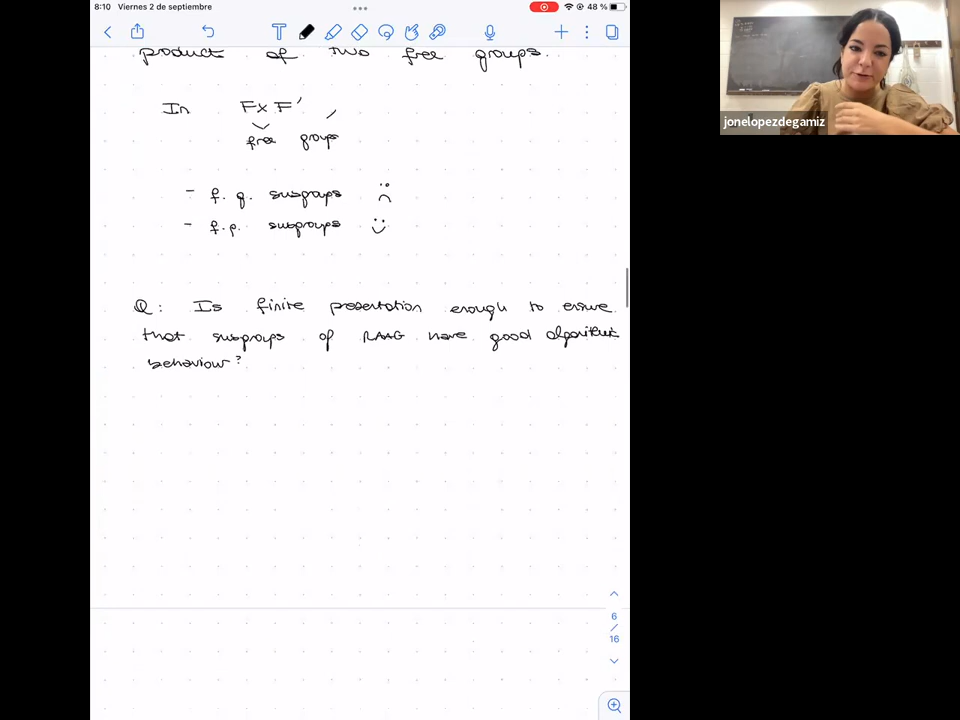 8:10 Viernes 2 de septiembre
48 %
product of two free groups.
In F x F' ,
free groups
- f. g. subgroups
- f.p. subgroups
Q: Is finite presentation enough to ensure
that subgroups of RAAG have good algorithmic
behaviour?
6
/
16
jonelopezdegamiz